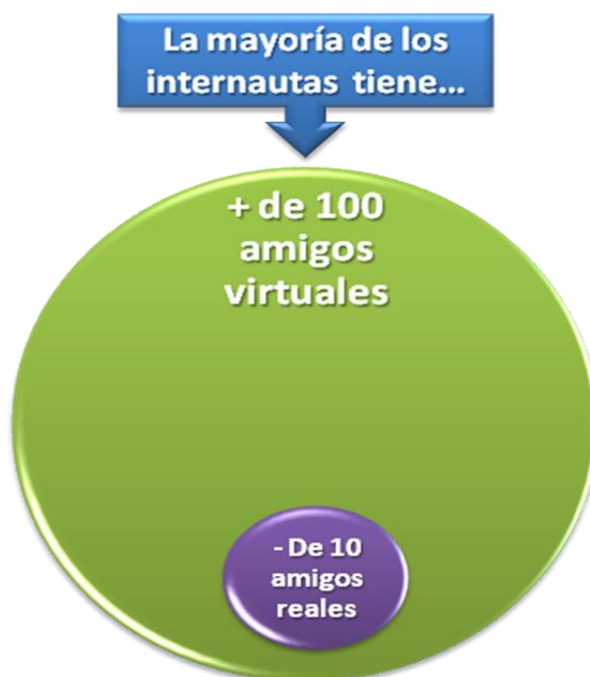 La mayoría de los
internautas tiene...
+ de 100
amigos
virtuales
- De 10
amigos
reales